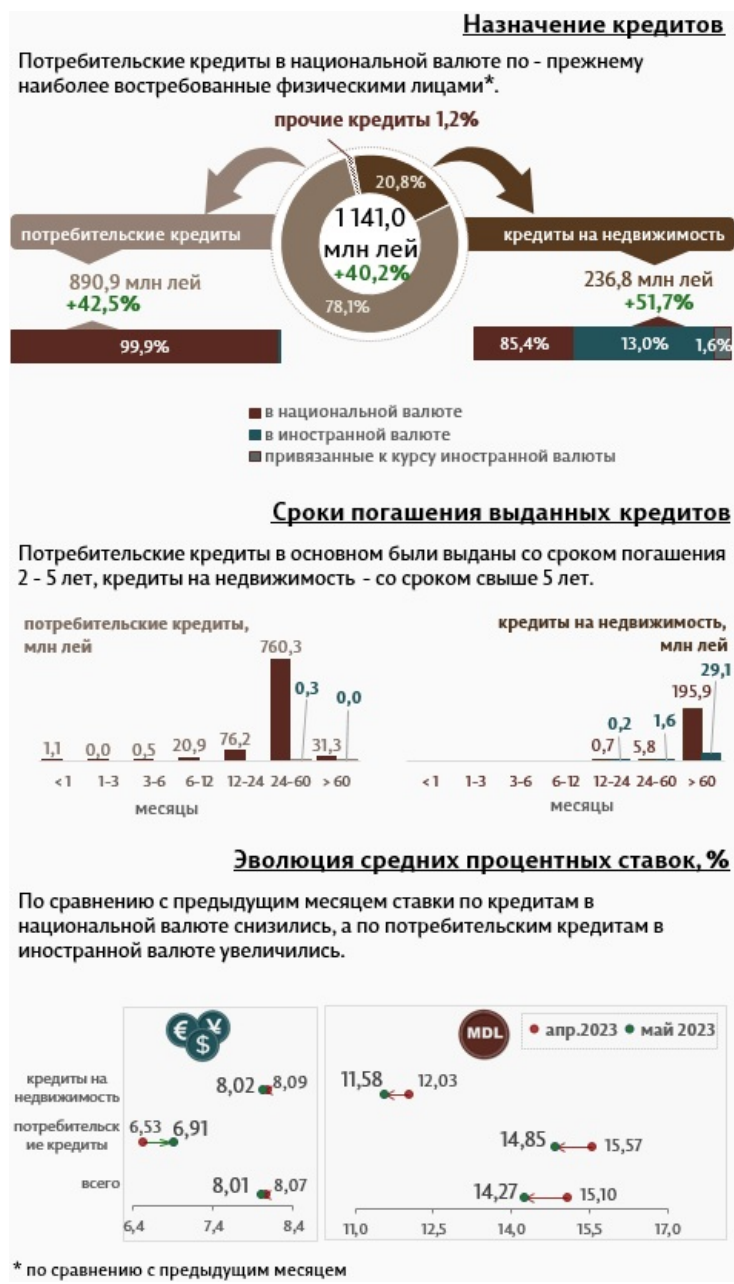 Назначение кредитов
Потребительские кредиты в национальной валюте по - прежнему
наиболее востребованные физическими лицами*.
прочие кредиты 1,2%
20,8%
1 141,0
млн лей
+40,2%
78,1%
потребительские кредиты
890,9 млн лей
+42,5%
99,9%
кредиты на недвижимость
236,8 млн лей
+51,7%
85,4% 13,0% 1,6%
в национальной валюте
в иностранной валюте
привязанные к курсу иностранной валюты
Сроки погашения выданных кредитов
Потребительские кредиты в основном были выданы со сроком погашения
2 - 5 лет, кредиты на недвижимость - со сроком свыше 5 лет.
потребительские кредиты,
млн лей
760,3
0,3 0,0
1,1 0,0 0,5 20,9 76,2 31,3
<1 1-3 3-6 6-12 12-24 24-60 >60
месяцы
кредиты на недвижимость,
млн лей
29,1
195,9
0,2 1,6
0,7 5,8
<1 1-3 3-6 6-12 12-24 24-60 >60
месяцы
Эволюция средних процентных ставок, %
По сравнению с предыдущим месяцем ставки по кредитам в
национальной валюте снизились, а по потребительским кредитам в
иностранной валюте увеличились.
€ ¥
$
MDL
апр.2023 май 2023
кредиты на
недвижимость
8,02 8,09 11,58 12,03
потребительск
ие кредиты
6,53 6,91 14,85 15,57
всего
8,01 8,07 14,27 15,10
6,4 7,4 8,4 11,0 12,5 14,0 15,5 17,0
* по сравнению с предыдущим месяцем